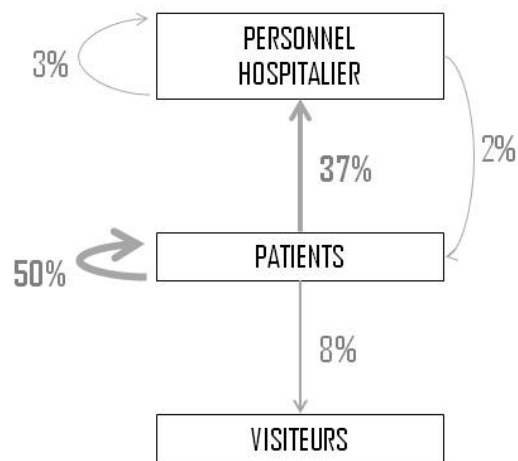 PERSONNEL
HOSPITALIER
3%
2%
37%
PATIENTS
50%
8%
VISITEURS